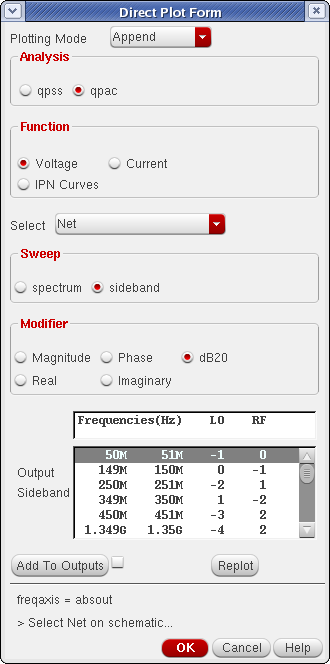 Direct Plot Form
Plotting Mode Append
Analysis
qpss qpac
Function
Voltage Current
IPN Curves
Select Net
Sweep
spectrum sideband
Modifier
Magnitude Phase dB20
Real Imaginary
Frequencies(Hz) LO RF
Output
Sideband
50M 51M -1 0
149M 150M 0 -1
250M 251M -2 1
349M 350M 1 -2
450M 451M -3 2
1.349G 1.35G -4 2
Add To Outputs Replot
freqaxis = absout
> Select Net on schematic...
OK Cancel Help